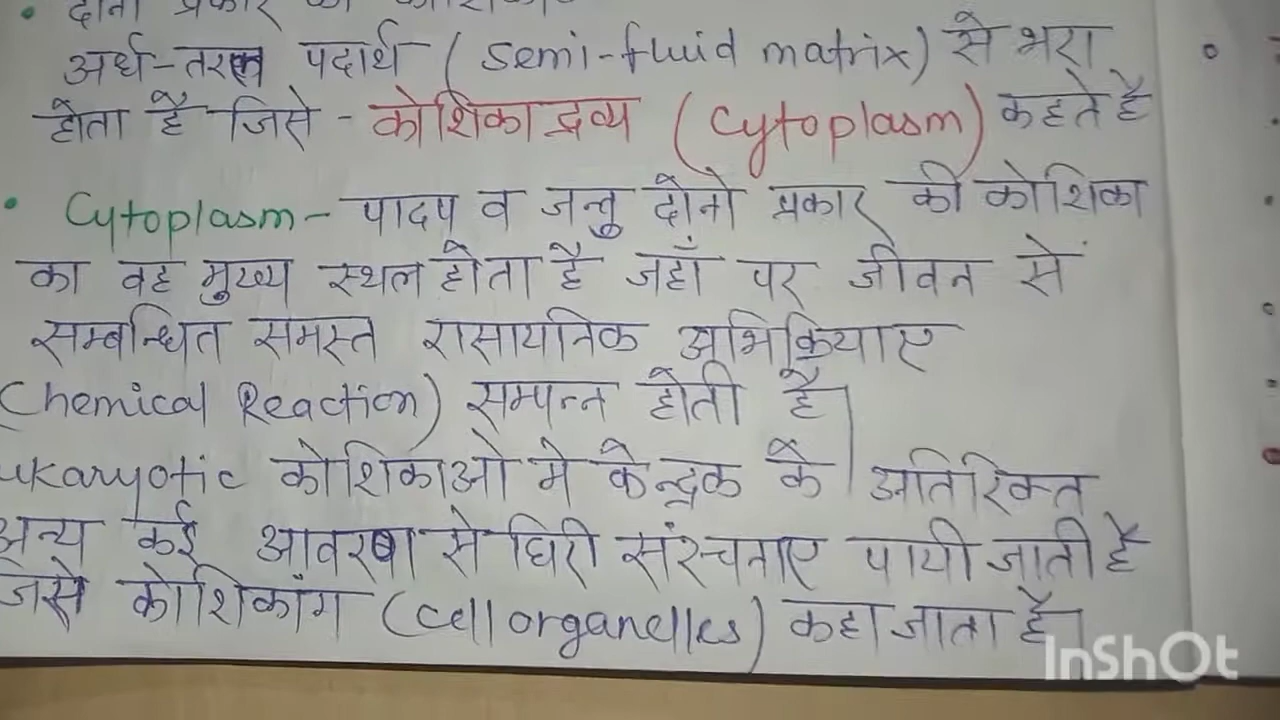 • दोनो प्रकार की
अर्ध-तरल पदार्थ (semi-fluid matrix) से भरा
होता है जिसे - कोशिका द्रव्य (cytoplasm) कहते है
• Cytoplasm - पादप व जन्तु दोनो प्रकार की कोशिका
का वह मुख्य स्थल होता है जहाँ पर जीवन से
सम्बन्धित समस्त रासायनिक अभिक्रियाए
(Chemical Reaction) सम्पन्न होती है।
ukaryotic कोशिकाओ मे केन्द्रक के अतिरिक्त
अन्य कई आवरण से घिरी संरचनाए पायी जाती है
जिसे कोशिकांग (cell organelles) कहा जाता है।
InShOt